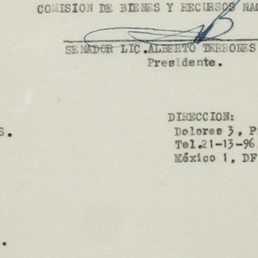 COMISION DE BIENES Y RECURSOS NAC
SENADOR LIC.ALBERTO TERRONES
Presidente.
DIRECCION:
S. Dolores 3, P
Tel.21-13-96
México 1, DF
.